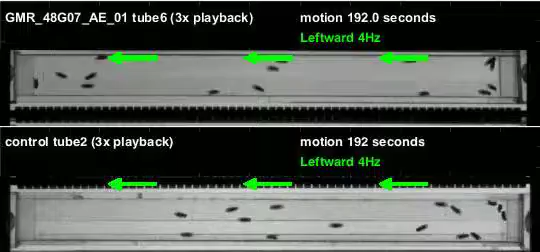 GMR_48G07_AE_01 tube6 (3x playback)
motion 192.0 seconds
Leftward 4Hz
control tube2 (3x playback)
motion 192 seconds
Leftward 4Hz